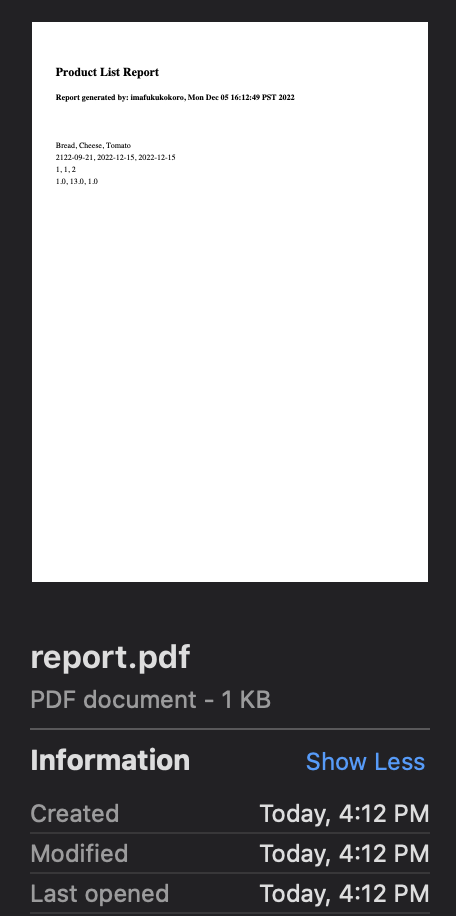 Product List Report
Report generated by: imafukukokoro, Mon Dec 05 16:12:49 PST 2022
Bread, Cheese, Tomato
2122-09-21, 2022-12-15, 2022-12-15
1, 1, 2
1.0, 13.0, 1.0
report.pdf
PDF document - 1 KB
Information Show Less
Created Today, 4:12 PM
Modified Today, 4:12 PM
Last opened Today, 4:12 PM